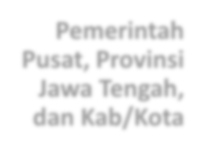 Pemerintah
Pusat, Provinsi
Jawa Tengah,
dan Kab/Kota